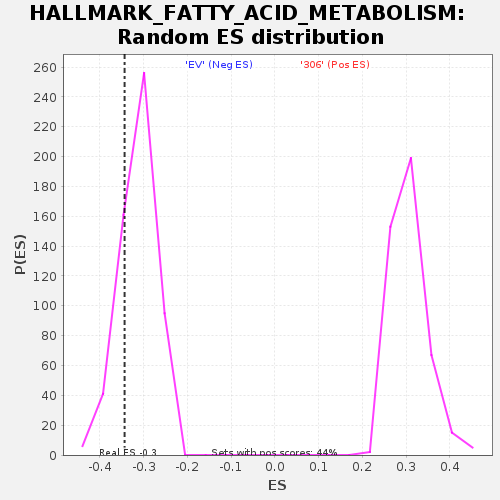 HALLMARK_FATTY_ACID_METABOLISM:
Random ES distribution
'EV' (Neg ES) '306' (Pos ES)
260
240
220
200
180
160
140
120
100
80
60
40
20
0
P(ES)
Real ES -0.3 Sets with pos scores: 44%
-0.4 -0.3 -0.2 -0.1 0.0 0.1 0.2 0.3 0.4
ES